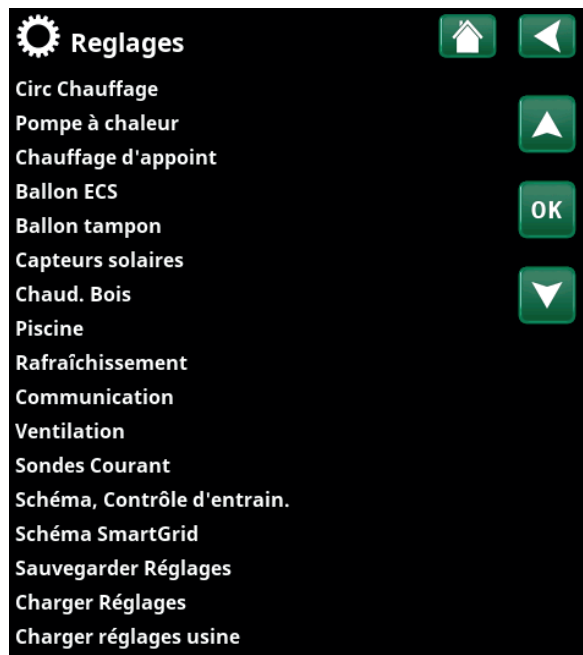 Reglages
Circ Chauffage
Pompe à chaleur
Chauffage d'appoint
OK
Ballon ECS
Ballon tampon
Capteurs solaires
Chaud. Bois
Piscine
Rafraîchissement
Communication
Ventilation
Sondes Courant
Schéma, Contrôle d'entrain.
Schéma SmartGrid
Sauvegarder Réglages
Charger Réglages
Charger réglages usine